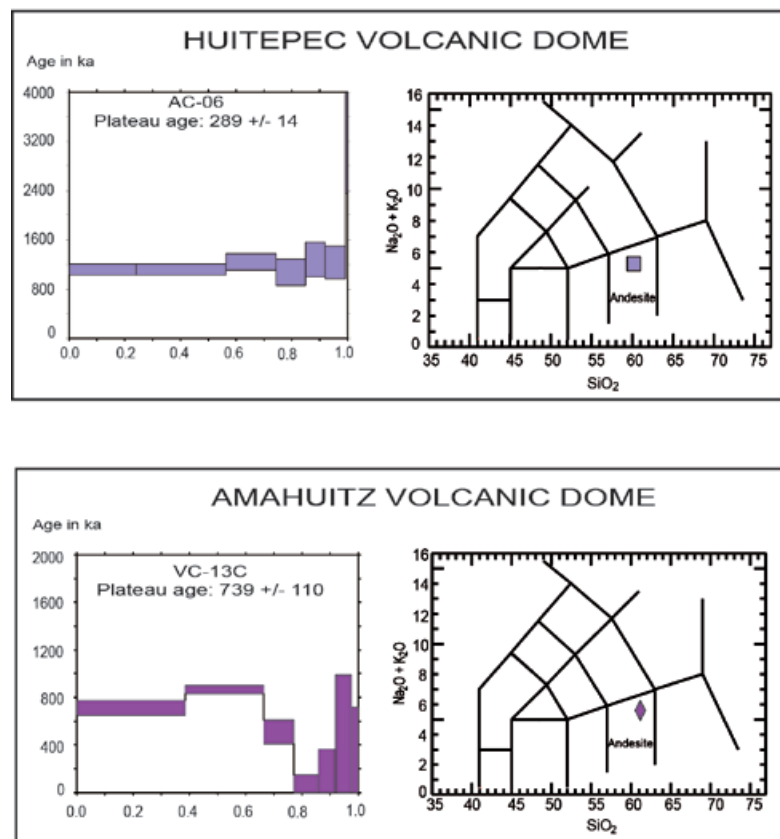 HUITEPEC VOLCANIC DOME
Age in ka
AC-06
Plateau age: 289 +/- 14
4000
3200
2400
1600
800
0
0.0 0.2 0.4 0.6 0.8 1.0
Na2O + K2O
16
14
12
10
8
6
4
2
0
Andesite
35 40 45 50 55 60 65 70 75
SiO2
AMAHUITZ VOLCANIC DOME
Age in ka
VC-13C
Plateau age: 739 +/- 110
2000
1600
1200
800
400
0
0.0 0.2 0.4 0.6 0.8 1.0
Na2O + K2O
16
14
12
10
8
6
4
2
0
Andesite
35 40 45 50 55 60 65 70 75
SiO2